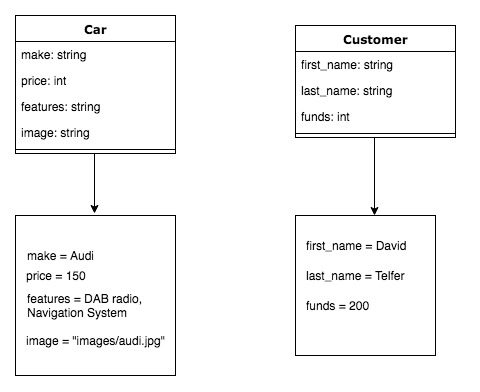 Car
make: string
price: int
features: string
image: string
Customer
first_name: string
last_name: string
funds: int
make = Audi
price = 150
features = DAB radio,
Navigation System
image = "images/audi.jpg"
first_name = David
last_name = Telfer
funds = 200